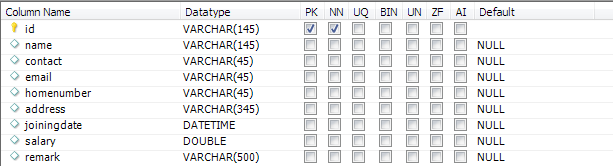 Column Name Datatype PK NN UQ BIN UN ZF AI Default
id VARCHAR(145)
name VARCHAR(145) NULL
contact VARCHAR(45) NULL
email VARCHAR(45) NULL
homenumber VARCHAR(45) NULL
address VARCHAR(345) NULL
joiningdate DATETIME NULL
salary DOUBLE NULL
remark VARCHAR(500) NULL